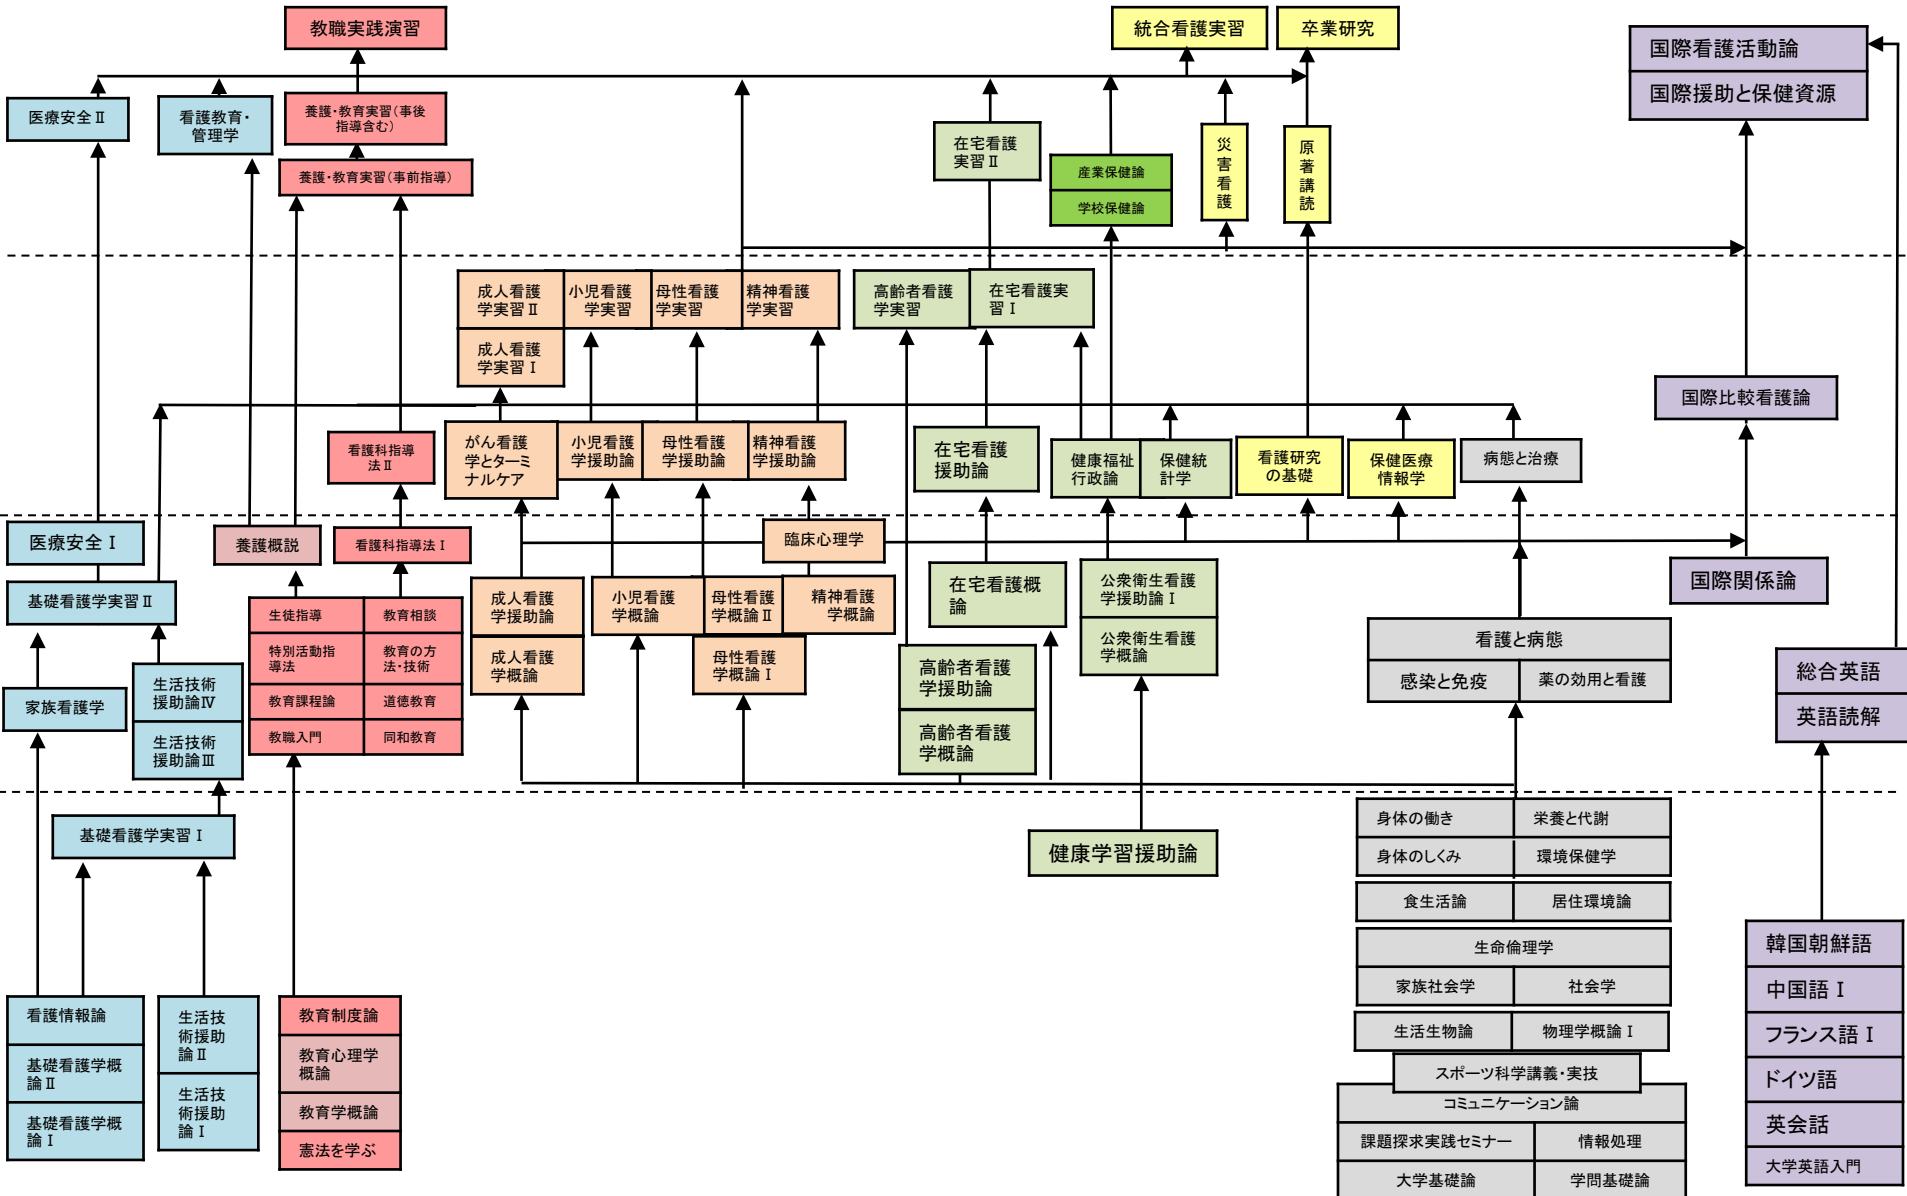 教職実践演習
統合看護実習
卒業研究
国際看護活動論
国際援助と保健資源
医療安全Ⅱ
看護教育・
管理学
養護・教育実習(事後
指導含む)
養護・教育実習(事前指導)
在宅看護
実習Ⅱ
産業保健論
学校保健論
災
害
看
護
原
著
講
読
成人看護
学実習Ⅱ
小児看護
学実習
母性看護
学実習
精神看護
学実習
高齢者看護
学実習
在宅看護実
習Ⅰ
成人看護
学実習Ⅰ
国際比較看護論
看護科指導
法Ⅱ
がん看護
学とターミ
ナルケア
小児看護
学援助論
母性看護
学援助論
精神看護
学援助論
在宅看護
援助論
健康福祉
行政論
保健統
計学
看護研究
の基礎
保健医療
情報学
病態と治療
医療安全Ⅰ
養護概説
看護科指導法Ⅰ
臨床心理学
基礎看護学実習Ⅱ
生徒指導
教育相談
特別活動指
導法
教育の方
法・技術
教育課程論
道徳教育
教職入門
同和教育
成人看護
学援助論
成人看護
学概論
小児看護
学概論
母性看護
学概論Ⅱ
母性看護
学概論Ⅰ
精神看護
学概論
在宅看護概
論
公衆衛生看護
学援助論Ⅰ
公衆衛生看護
学概論
国際関係論
看護と病態
感染と免疫
薬の効用と看護
総合英語
英語読解
家族看護学
生活技術
援助論Ⅳ
生活技術
援助論Ⅲ
高齢者看護
学援助論
高齢者看護
学概論
基礎看護学実習Ⅰ
健康学習援助論
身体の働き
栄養と代謝
身体のしくみ
環境保健学
食生活論
居住環境論
生命倫理学
家族社会学
社会学
生活生物論
物理学概論Ⅰ
スポーツ科学講義・実技
コミュニケーション論
課題探求実践セミナー
情報処理
大学基礎論
学問基礎論
韓国朝鮮語
中国語Ⅰ
フランス語Ⅰ
ドイツ語
英会話
大学英語入門
看護情報論
基礎看護学概
論Ⅱ
基礎看護学概
論Ⅰ
生活技
術援助
論Ⅱ
生活技
術援助
論Ⅰ
教育制度論
教育心理学
概論
教育学概論
憲法を学ぶ